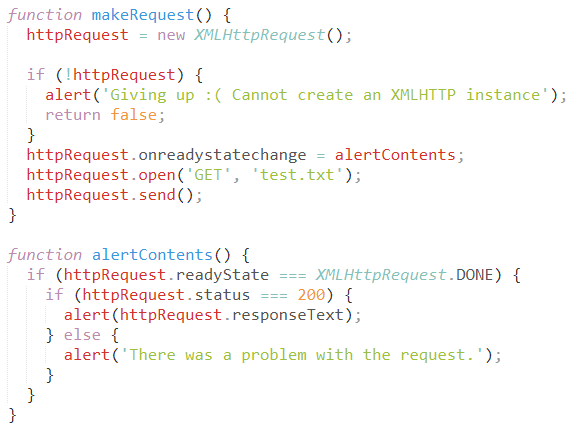 function makeRequest() {
  httpRequest = new XMLHttpRequest();

  if (!httpRequest) {
    alert('Giving up :( Cannot create an XMLHTTP instance');
    return false;
  }
  httpRequest.onreadystatechange = alertContents;
  httpRequest.open('GET', 'test.txt');
  httpRequest.send();
}

function alertContents() {
  if (httpRequest.readyState === XMLHttpRequest.DONE) {
    if (httpRequest.status === 200) {
      alert(httpRequest.responseText);
    } else {
      alert('There was a problem with the request.');
    }
  }
}